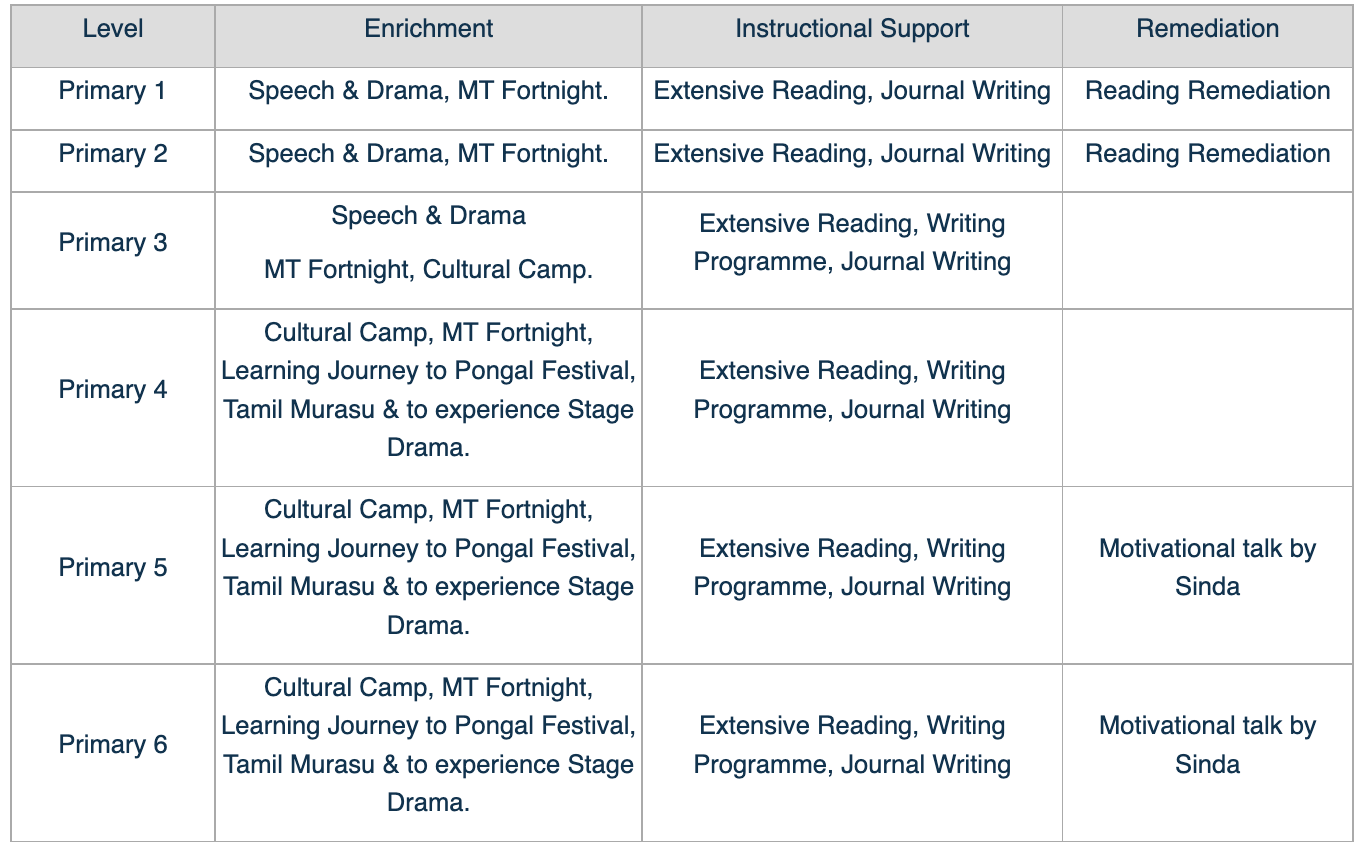 Level Enrichment Instructional Support Remediation
Primary 1 Speech & Drama, MT Fortnight. Extensive Reading, Journal Writing Reading Remediation
Primary 2 Speech & Drama, MT Fortnight. Extensive Reading, Journal Writing Reading Remediation
Primary 3
Speech & Drama
MT Fortnight, Cultural Camp.
Extensive Reading, Writing
Programme, Journal Writing
Primary 4
Cultural Camp, MT Fortnight,
Learning Journey to Pongal Festival,
Tamil Murasu & to experience Stage
Drama.
Extensive Reading, Writing
Programme, Journal Writing
Primary 5
Cultural Camp, MT Fortnight,
Learning Journey to Pongal Festival,
Tamil Murasu & to experience Stage
Drama.
Extensive Reading, Writing
Programme, Journal Writing
Motivational talk by
Sinda
Primary 6
Cultural Camp, MT Fortnight,
Learning Journey to Pongal Festival,
Tamil Murasu & to experience Stage
Drama.
Extensive Reading, Writing
Programme, Journal Writing
Motivational talk by
Sinda